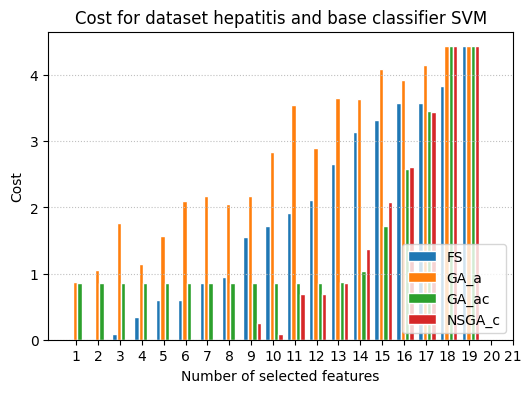 Cost for dataset hepatitis and base classifier SVM
Cost
4
3
2
1
0
1 2 3 4 5 6 7 8 9 10 11 12 13 14 15 16 17 18 19 20 21
Number of selected features
FS
GA_a
GA_ac
NSGA_c